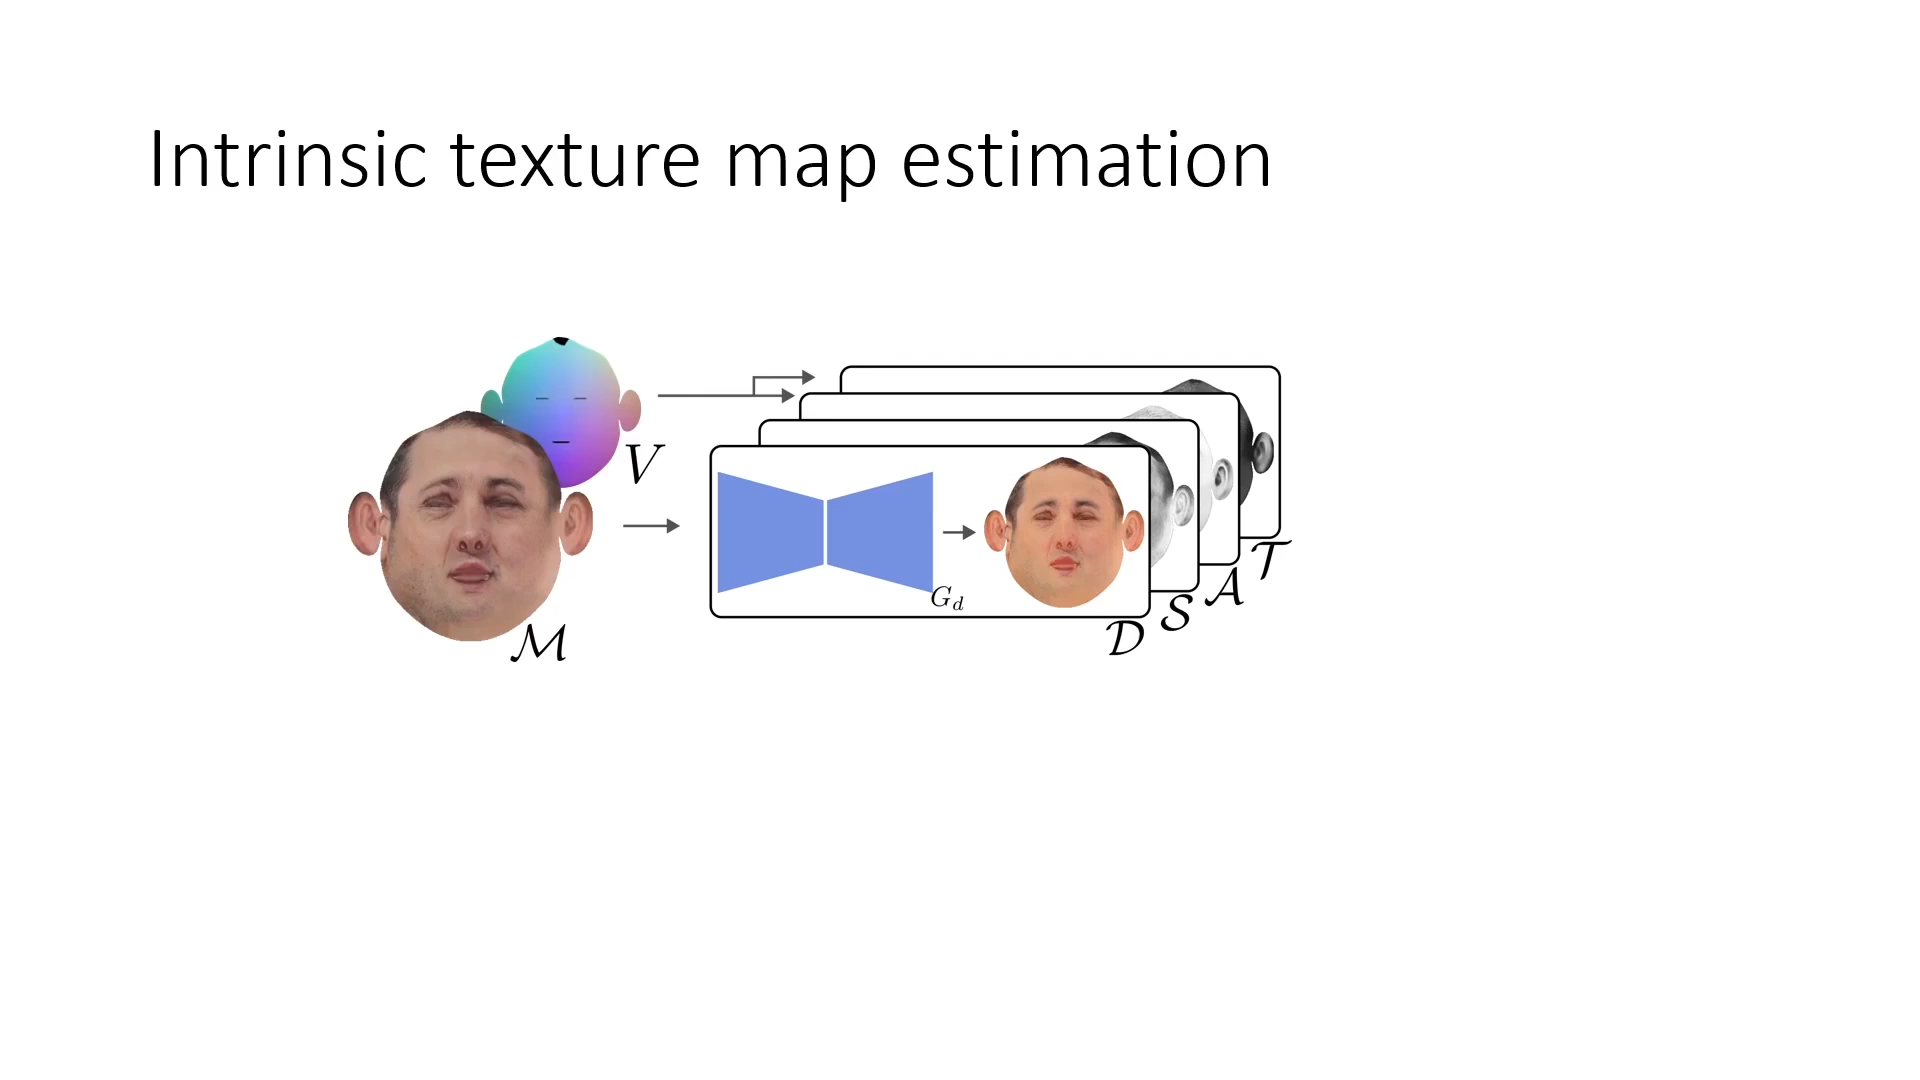 Intrinsic texture map estimation
V
G_d
𝒯
𝒜
𝒮
𝒟
ℳ